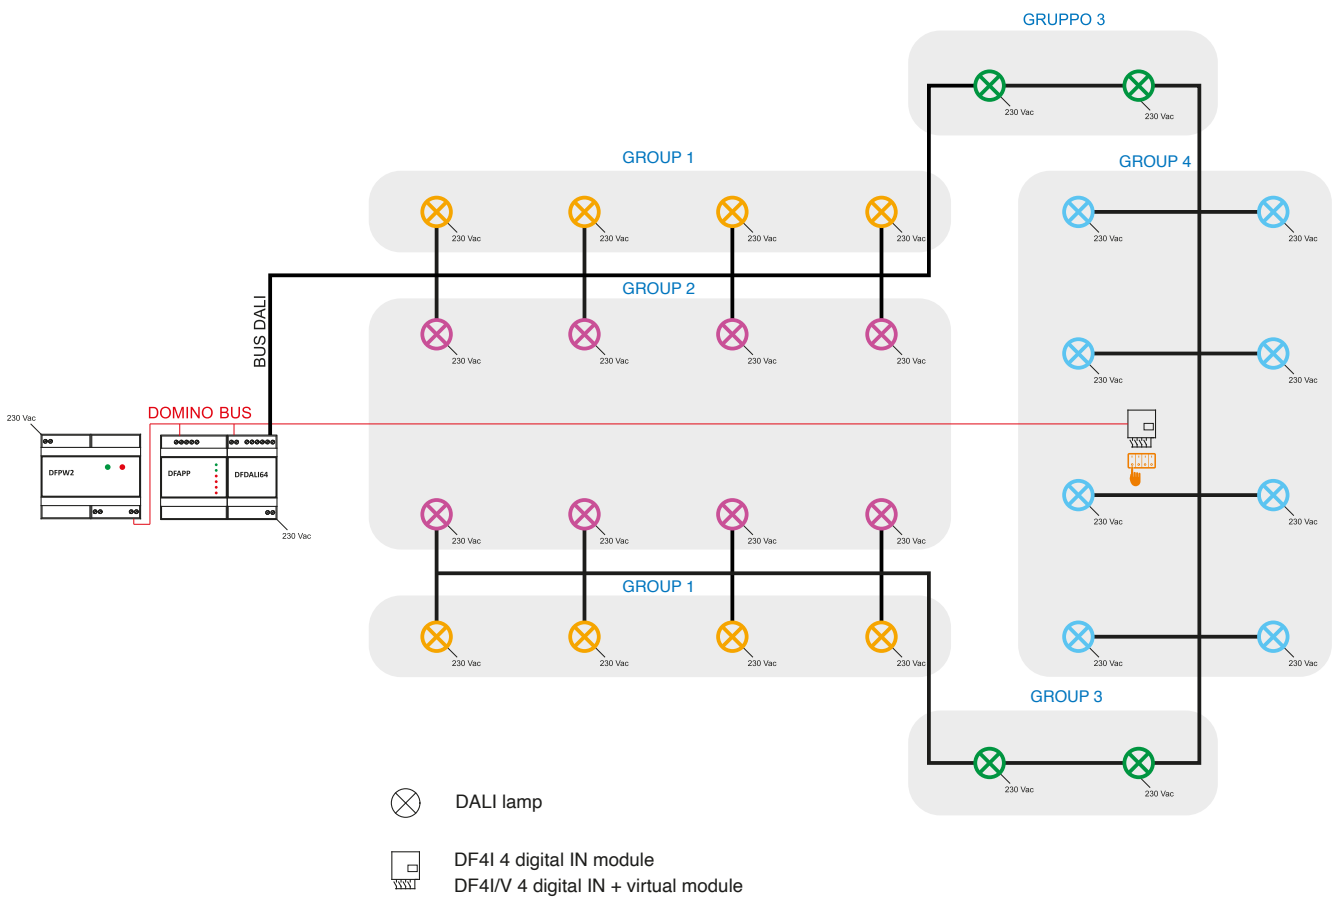 GRUPPO 3
230 Vac
230 Vac
GROUP 1
GROUP 4
230 Vac
230 Vac
230 Vac
230 Vac
230 Vac
230 Vac
GROUP 2
BUS DALI
230 Vac
230 Vac
230 Vac
230 Vac
230 Vac
230 Vac
230 Vac
DOMINO BUS
DFPW2
DFAPP
DFDALI64
230 Vac
230 Vac
230 Vac
230 Vac
230 Vac
230 Vac
230 Vac
230 Vac
GROUP 1
230 Vac
230 Vac
230 Vac
230 Vac
230 Vac
230 Vac
GROUP 3
230 Vac
230 Vac
DALI lamp
DF4I 4 digital IN module
DF4I/V 4 digital IN + virtual module